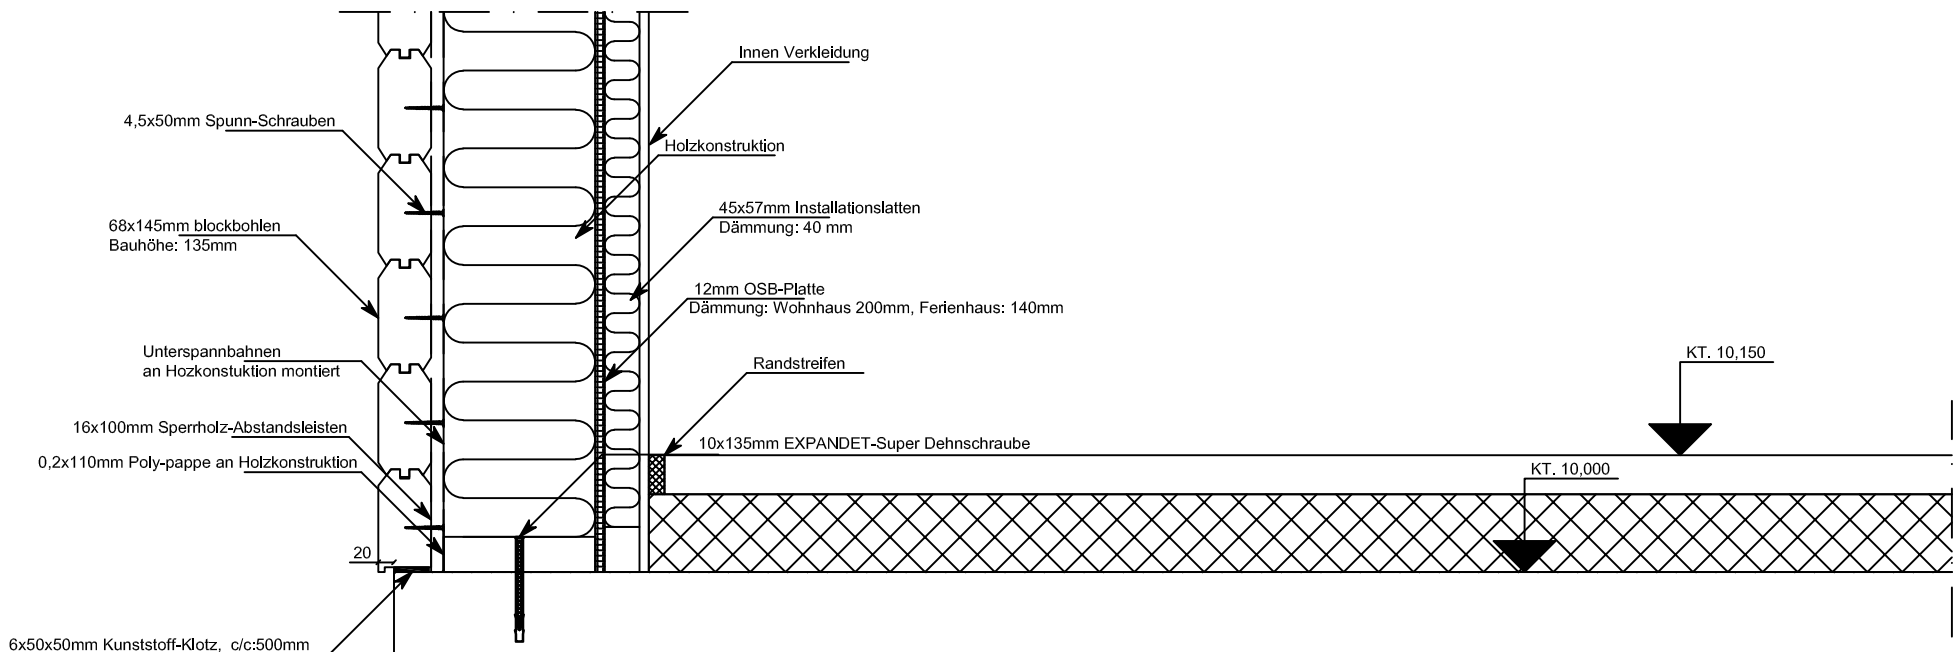 Innen Verkleidung
4,5x50mm Spunn-Schrauben
Holzkonstruktion
45x57mm Installationslatten
Dämmung: 40 mm
68x145mm blockbohlen
Bauhöhe: 135mm
12mm OSB-Platte
Dämmung: Wohnhaus 200mm, Ferienhaus: 140mm
Unterspannbahnen
an Hozkonstuktion montiert
Randstreifen
KT. 10,150
16x100mm Sperrholz-Abstandsleisten
10x135mm EXPANDET-Super Dehnschraube
0,2x110mm Poly-pappe an Holzkonstruktion
KT. 10,000
20
6x50x50mm Kunststoff-Klotz, c/c:500mm